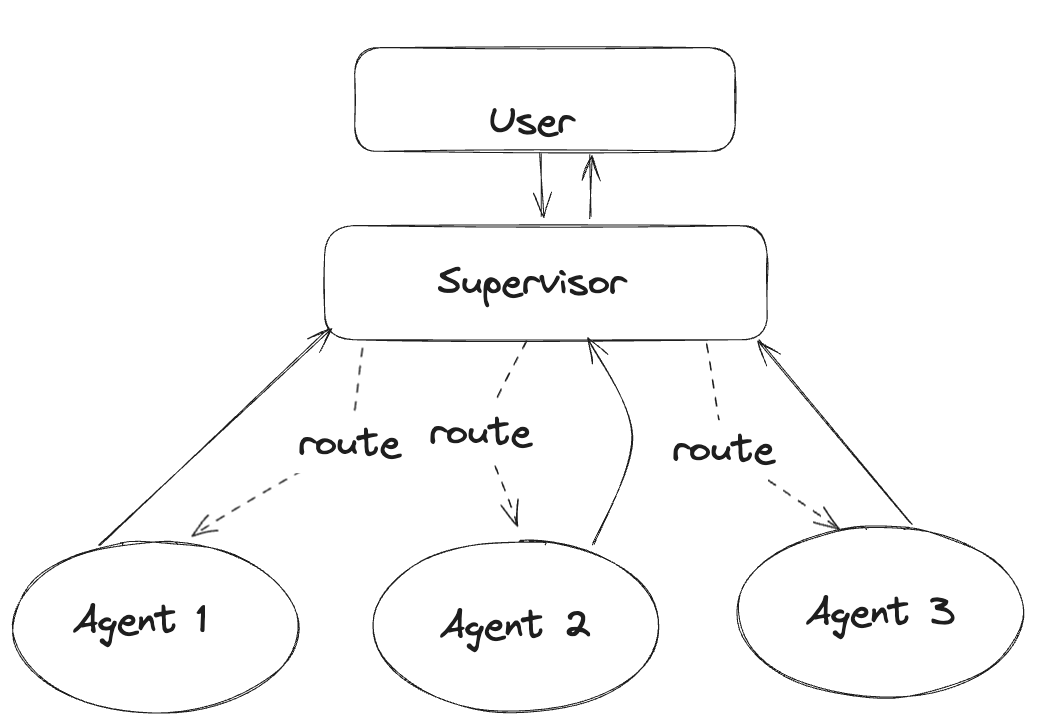 User
Supervisor
route
route
route
Agent 1
Agent 2
Agent 3